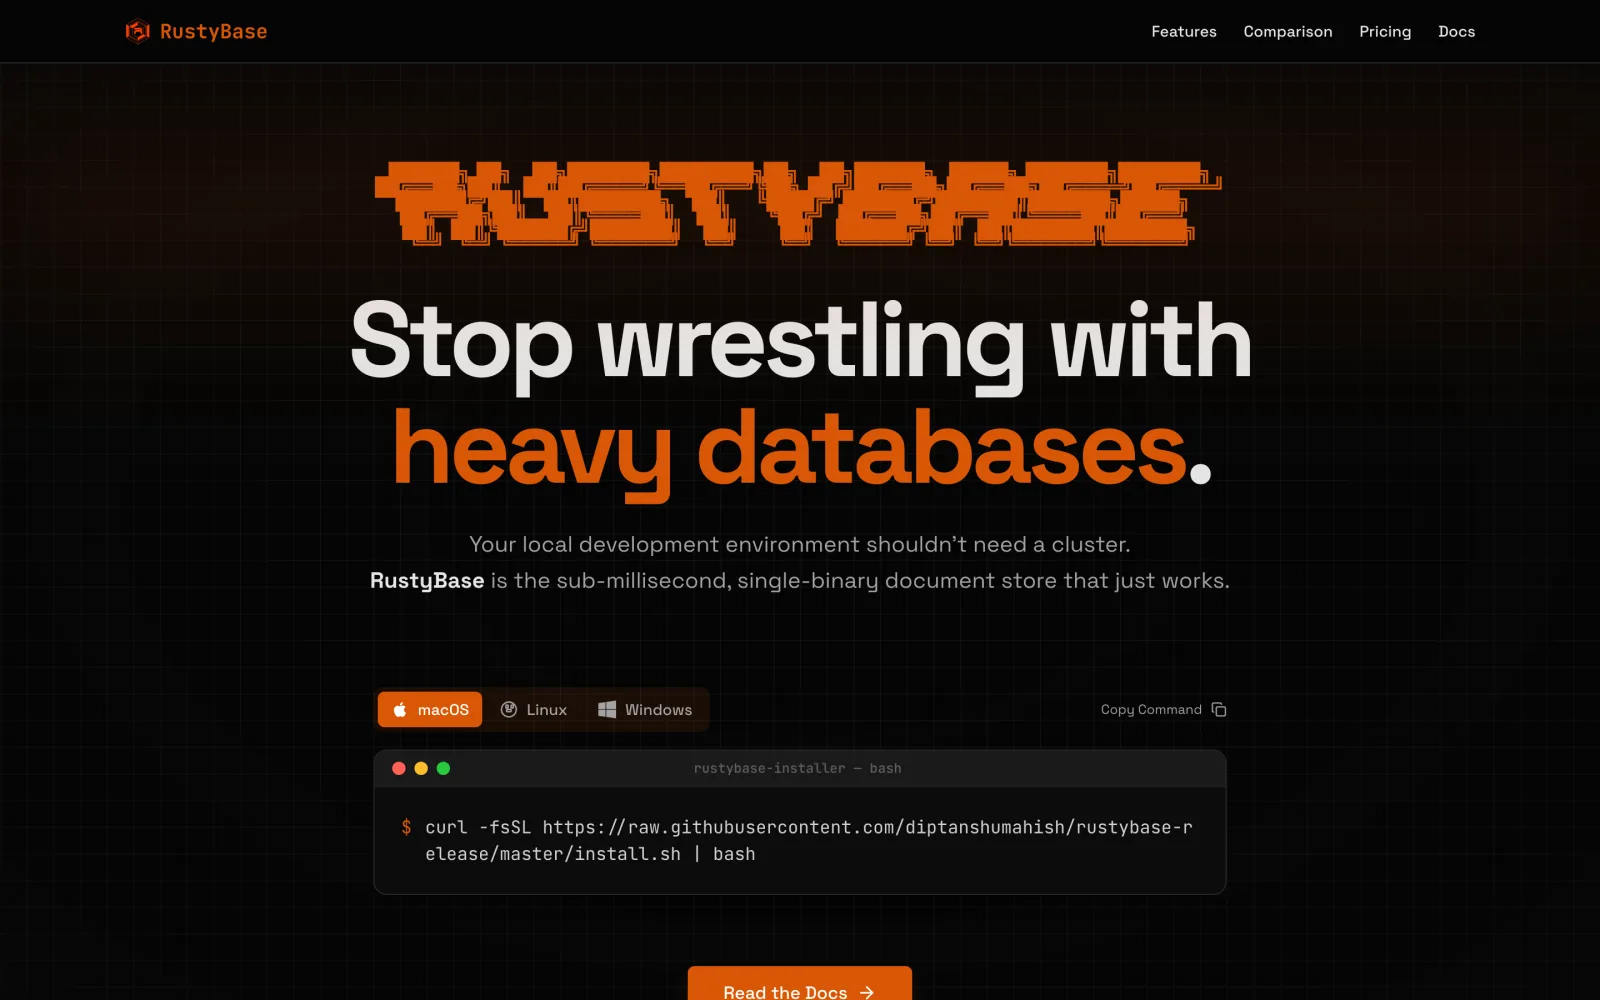 RustyBase
Features Comparison Pricing Docs
RUSTYBASE
Stop wrestling with
heavy databases.
Your local development environment shouldn't need a cluster.
RustyBase is the sub-millisecond, single-binary document store that just works.
macOS Linux Windows
Copy Command
rustybase-installer — bash
$ curl -fsSL https://raw.githubusercontent.com/diptanshumahish/rustybase-r
elease/master/install.sh | bash
Read the Docs →